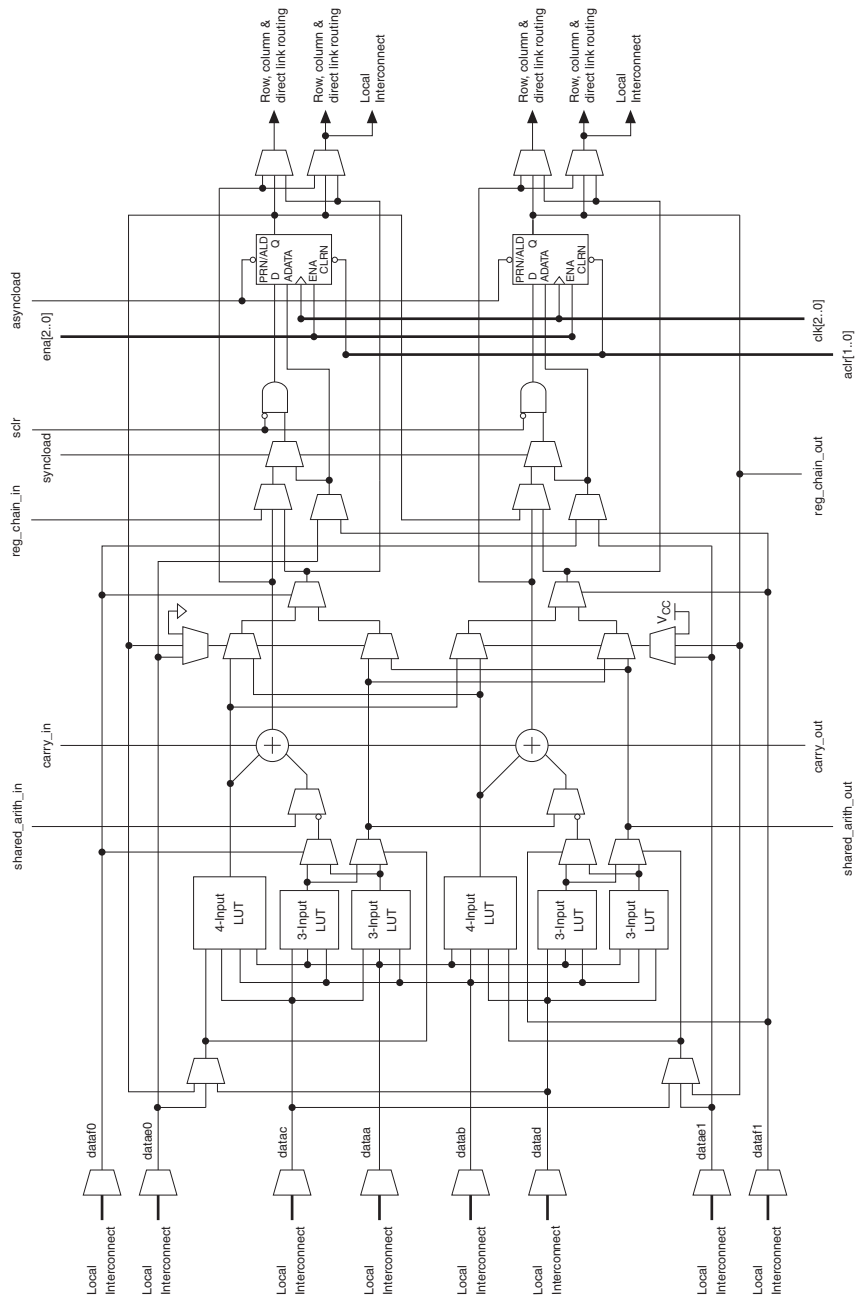 Row, column &
direct link routing
Row, column &
direct link routing
Local
Interconnect
Row, column &
direct link routing
Row, column &
direct link routing
Local
Interconnect
asyncload
ena[2..0]
sclr
syncload
reg_chain_in
carry_in
shared_arith_in
PRN/ALD
D Q
ADATA
ENA
CLRN
PRN/ALD
D Q
ADATA
ENA
CLRN
clk[2..0]
aclr[1..0]
reg_chain_out
VCC
+
+
carry_out
shared_arith_out
4-Input
LUT
3-Input
LUT
3-Input
LUT
4-Input
LUT
3-Input
LUT
3-Input
LUT
dataf0
datae0
datac
dataa
datab
datad
datae1
dataf1
Local
Interconnect
Local
Interconnect
Local
Interconnect
Local
Interconnect
Local
Interconnect
Local
Interconnect
Local
Interconnect
Local
Interconnect